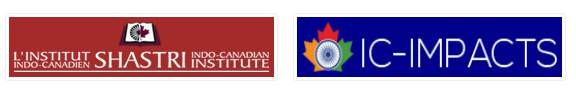 L'INSTITUT SHASTRI INDO-CANADIAN
INDO-CANADIEN INSTITUTE
IC-IMPACTS